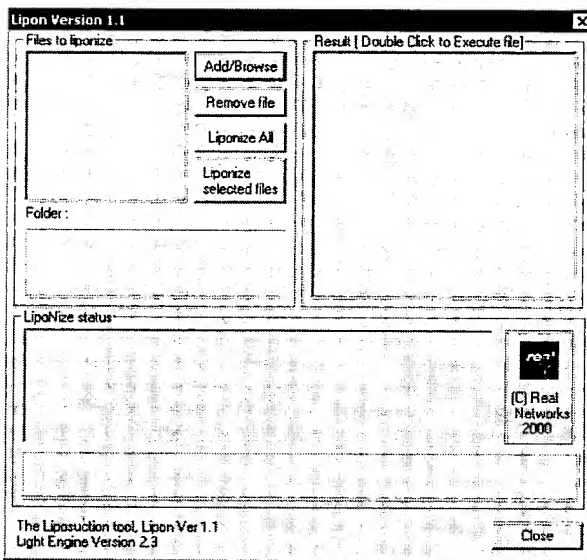 Lipon Version 1.1
Files to liponize
Add/Browse
Remove file
Liponize All
Liponize
selected files
Folder :
Result [ Double Click to Execute file]
LipoNize status
real
(C) Real
Networks
2000
The Liposuction tool, Lipon Ver 1.1
Light Engine Version 2.3
Close